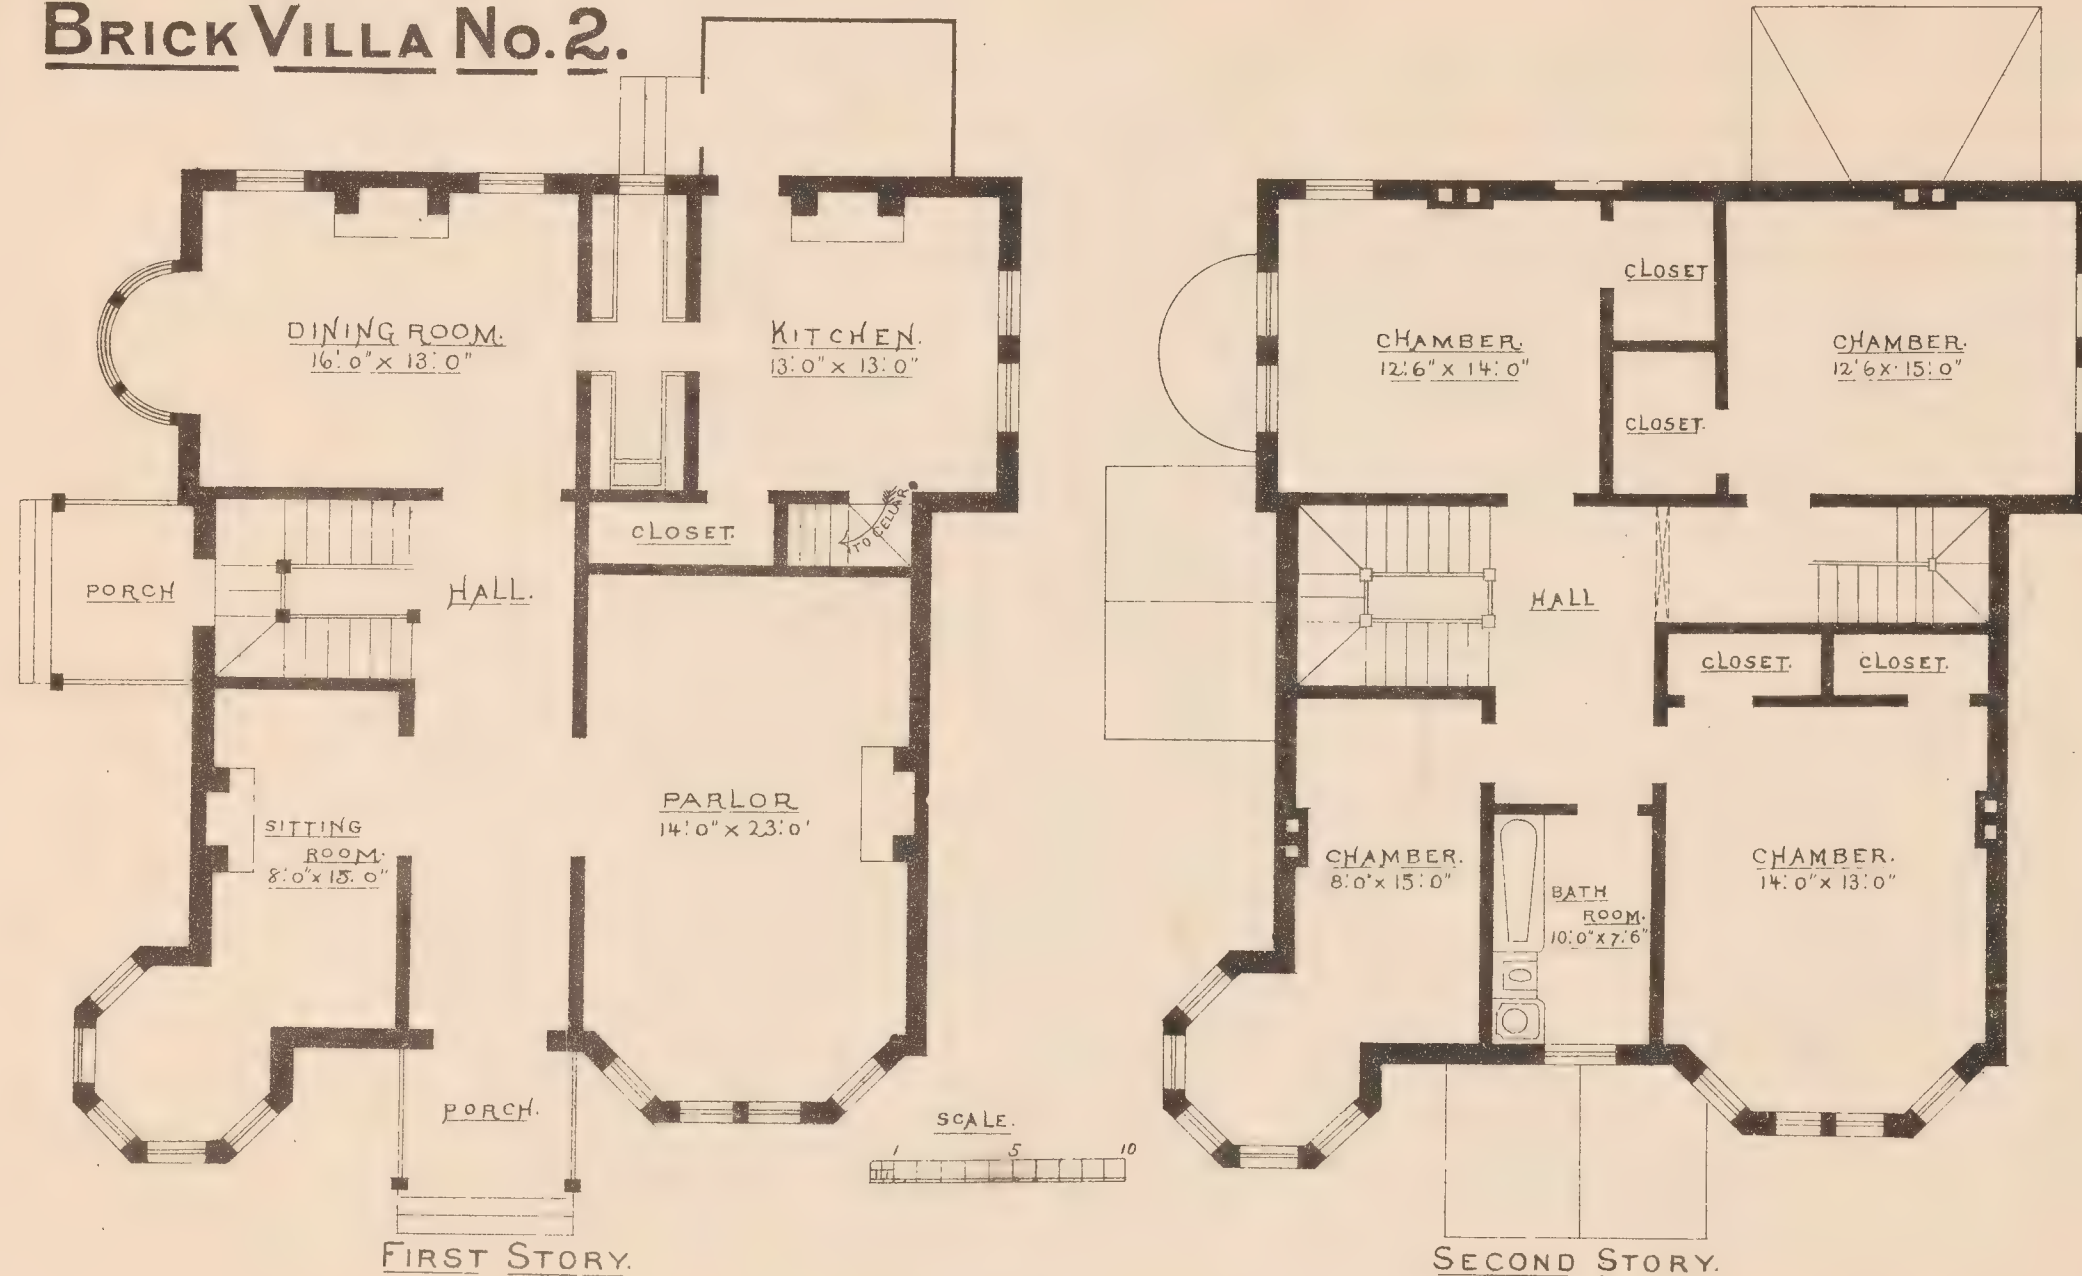 BRICK VILLA No. 2.
DINING ROOM.
16'.0" x 13'.0"
KITCHEN.
13'.0" x 13'.0"
CLOSET.
TO CELLAR
PORCH
HALL.
SITTING
ROOM.
8'.0" x 15'.0"
PARLOR
14'.0" x 23'.0'
PORCH.
SCALE.
1 5 10
FIRST STORY.
CHAMBER.
12'.6" x 14'.0"
CLOSET
CLOSET.
CHAMBER.
12'6 x 15'.0"
HALL
CLOSET.
CLOSET.
CHAMBER.
8'.0" x 15'.0"
BATH
ROOM.
10'.0" x 7'.6"
CHAMBER.
14'.0" x 13'.0"
SECOND STORY.